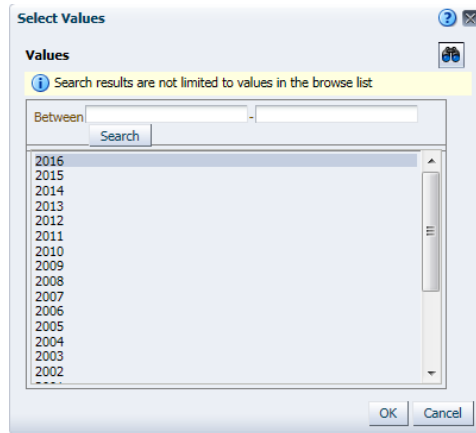 Select Values
Values
Search results are not limited to values in the browse list
Between -
Search
2016
2015
2014
2013
2012
2011
2010
2009
2008
2007
2006
2005
2004
2003
2002
OK Cancel